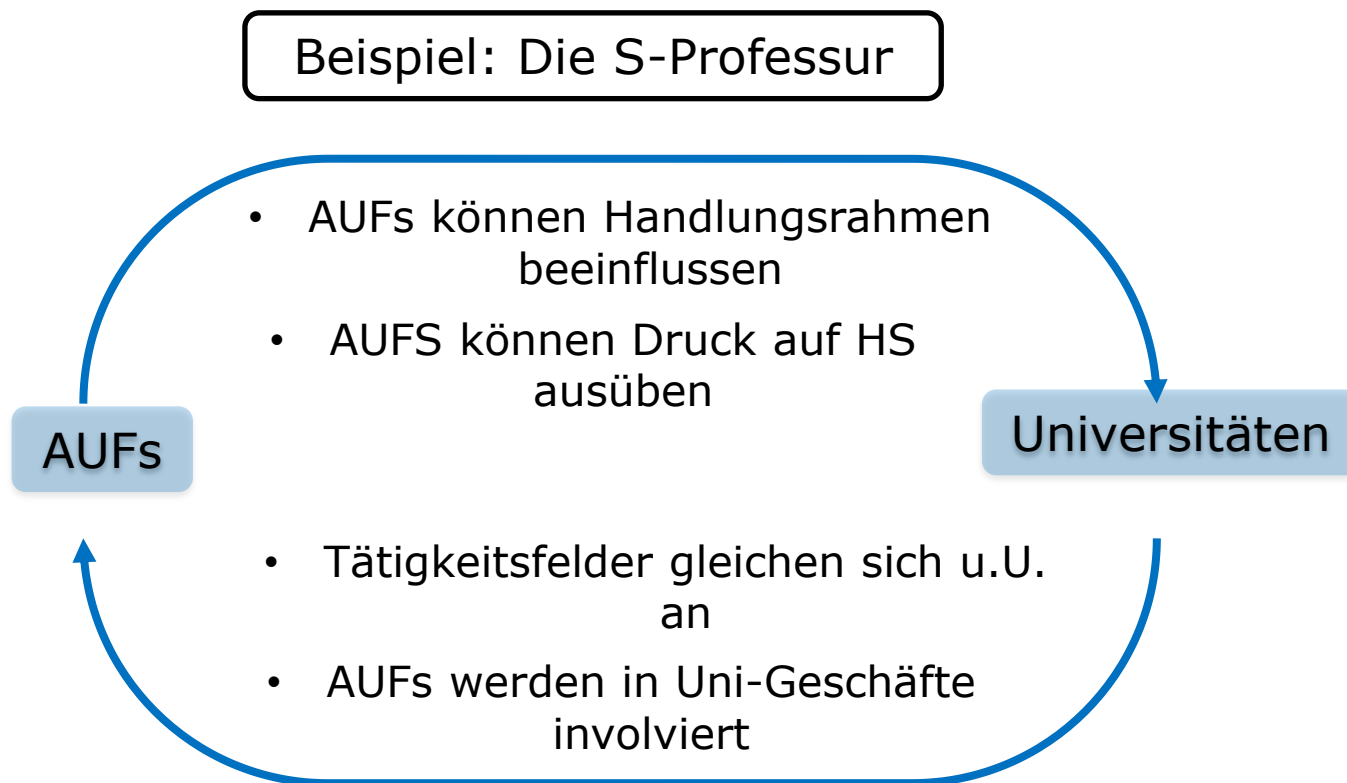 Beispiel: Die S-Professur
• AUFs können Handlungsrahmen
beeinflussen
• AUFS können Druck auf HS
ausüben
AUFs
Universitäten
• Tätigkeitsfelder gleichen sich u.U.
an
• AUFs werden in Uni-Geschäfte
involviert